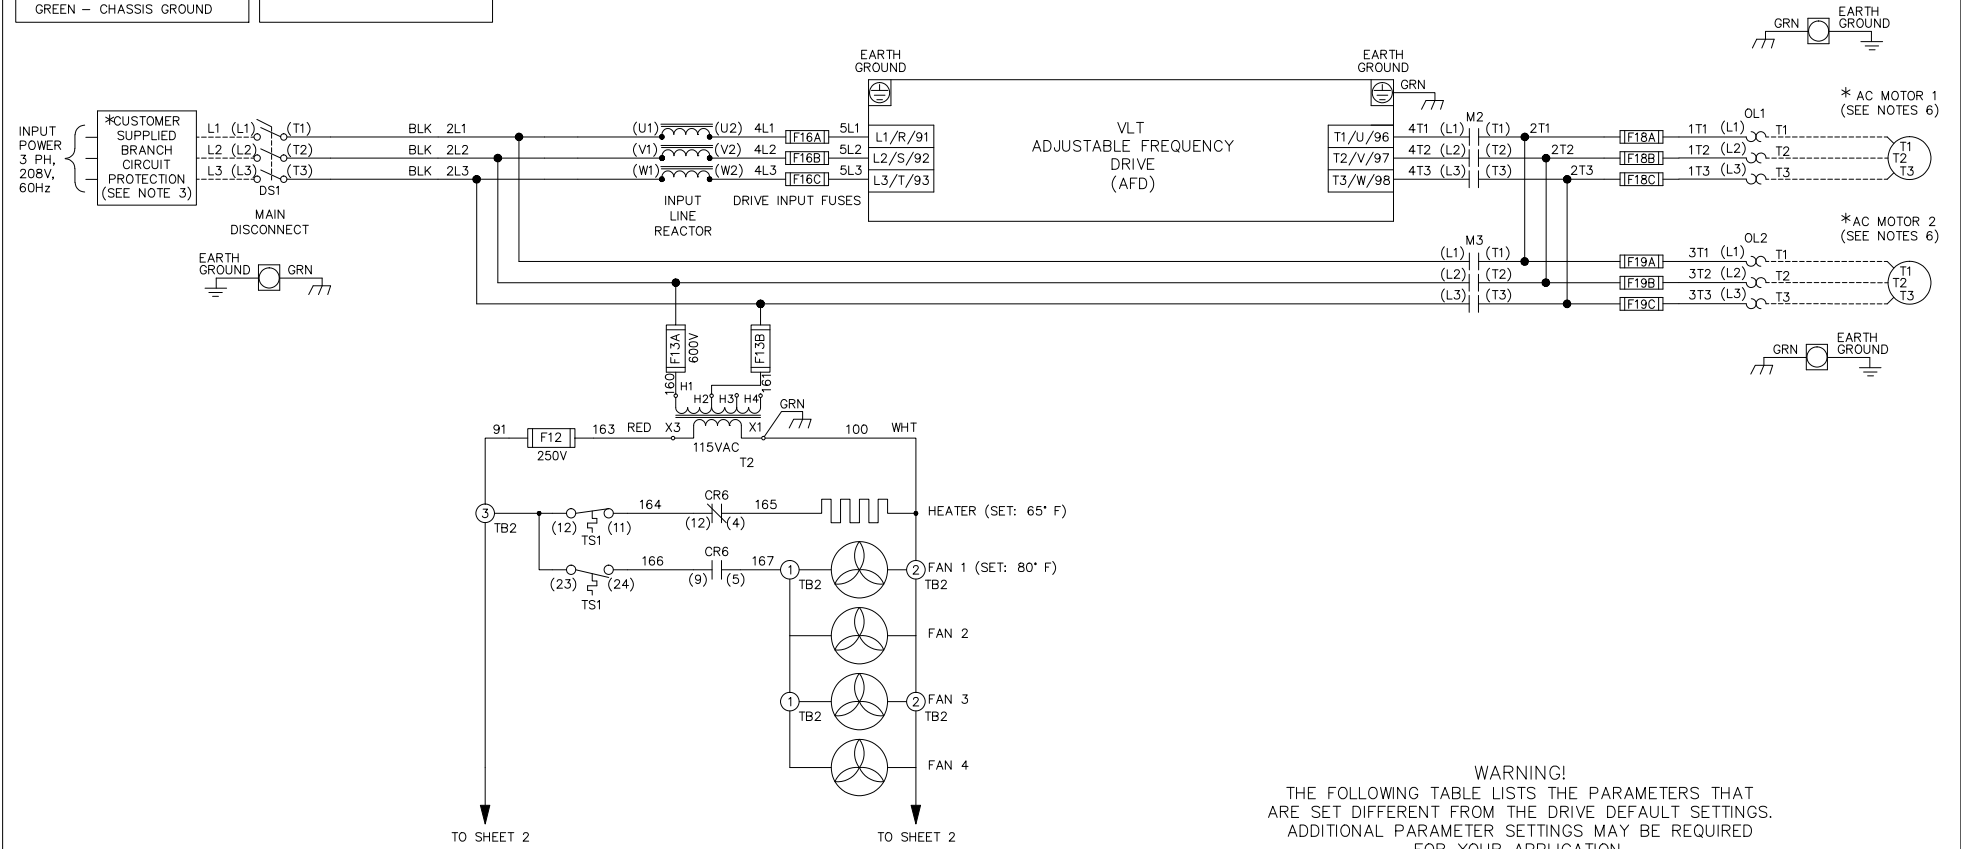 GREEN – CHASSIS GROUND
GRN
EARTH
GROUND
EARTH
GROUND
EARTH
GROUND
GRN
INPUT
POWER
3 PH,
208V,
60Hz
*CUSTOMER
SUPPLIED
BRANCH
CIRCUIT
PROTECTION
(SEE NOTE 3)
L1 (L1) (T1)
L2 (L2) (T2)
L3 (L3) (T3)
DS1
MAIN
DISCONNECT
BLK 2L1
BLK 2L2
BLK 2L3
(U1) (U2) 4L1 F16A 5L1
(V1) (V2) 4L2 F16B 5L2
(W1) (W2) 4L3 F16C 5L3
INPUT
LINE
REACTOR
DRIVE INPUT FUSES
L1/R/91
L2/S/92
L3/T/93
VLT
ADJUSTABLE FREQUENCY
DRIVE
(AFD)
T1/U/96
T2/V/97
T3/W/98
M2
4T1 (L1) (T1) 2T1
4T2 (L2) (T2) 2T2
4T3 (L3) (T3) 2T3
F18A 1T1 (L1) T1
F18B 1T2 (L2) T2
F18C 1T3 (L3) T3
OL1
* AC MOTOR 1
(SEE NOTES 6)
T1
T2
T3
EARTH
GROUND
GRN
M3
(L1) (T1)
(L2) (T2)
(L3) (T3)
F19A 3T1 (L1) T1
F19B 3T2 (L2) T2
F19C 3T3 (L3) T3
OL2
*AC MOTOR 2
(SEE NOTES 6)
T1
T2
T3
GRN
EARTH
GROUND
F13A
600V
F13B
160
161
H1
H2
H3
H4
GRN
91
F12
250V
163 RED X3
X1
115VAC
T2
100 WHT
3
TB2
(12) (11)
TS1
164
CR6
(12) (4)
165
HEATER (SET: 65° F)
(23) (24)
TS1
166
CR6
(9) (5)
167
1
TB2
2
TB2
FAN 1 (SET: 80° F)
FAN 2
1
TB2
2
TB2
FAN 3
FAN 4
TO SHEET 2
TO SHEET 2
WARNING!
THE FOLLOWING TABLE LISTS THE PARAMETERS THAT
ARE SET DIFFERENT FROM THE DRIVE DEFAULT SETTINGS.
ADDITIONAL PARAMETER SETTINGS MAY BE REQUIRED
FOR YOUR APPLICATION